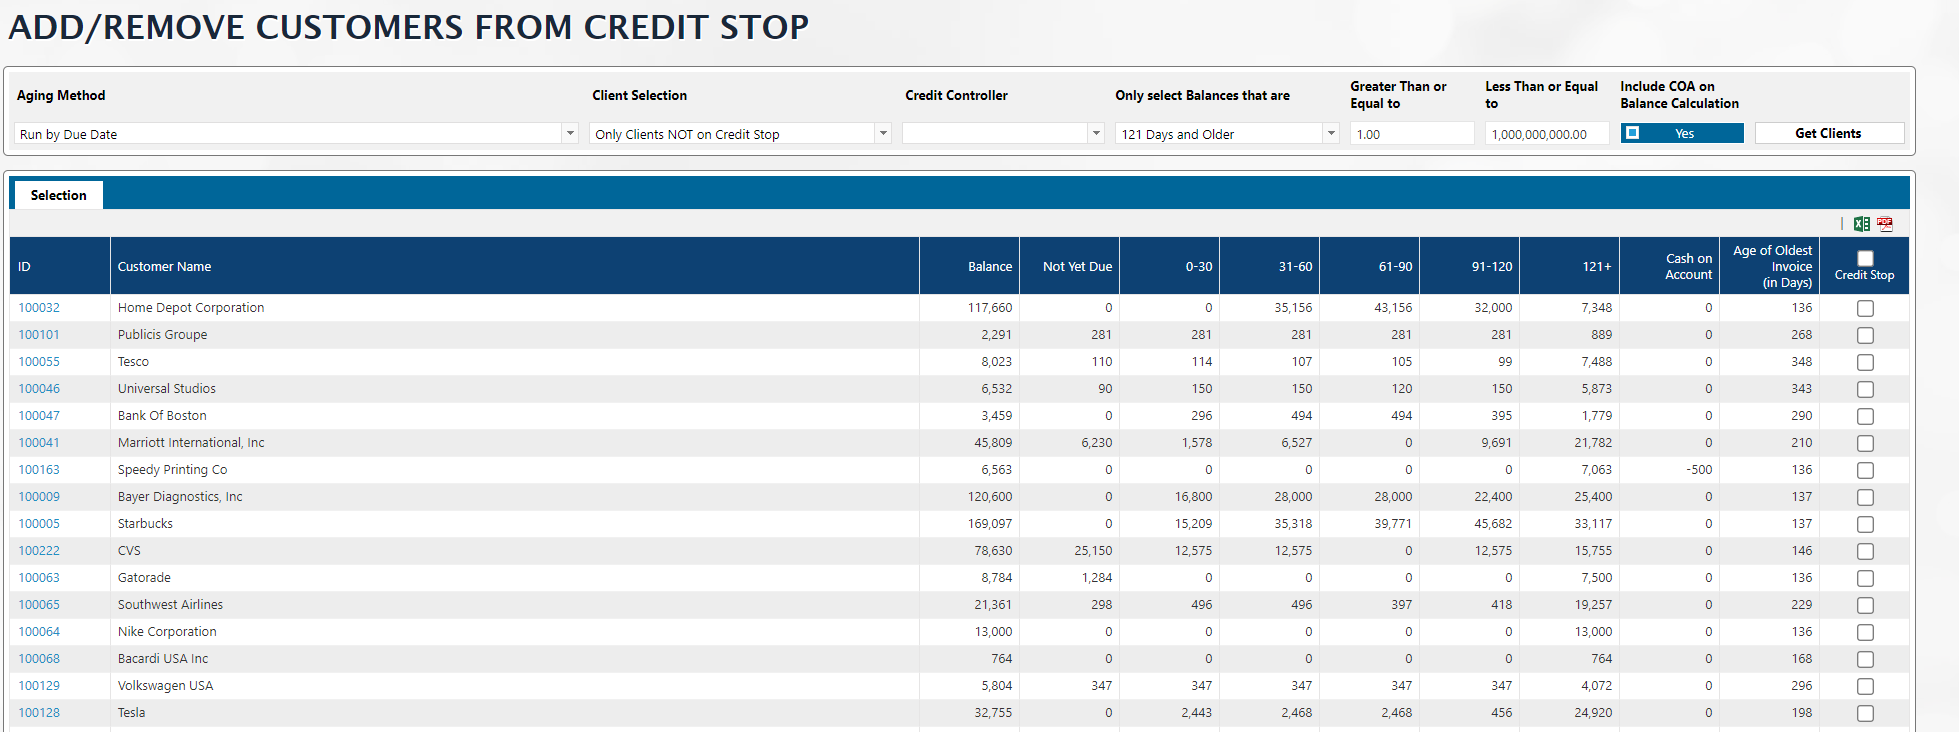 ADD/REMOVE CUSTOMERS FROM CREDIT STOP
Aging Method
Client Selection
Credit Controller
Only select Balances that are
Greater Than or
Equal to
Less Than or Equal
to
Include COA on
Balance Calculation
Run by Due Date
Only Clients NOT on Credit Stop
121 Days and Older
1.00
1,000,000,000.00
Yes
Get Clients
Selection
PDF
ID Customer Name Balance Not Yet Due 0-30 31-60 61-90 91-120 121+ Cash on Account Age of Oldest Invoice (in Days) Credit Stop
100032 Home Depot Corporation 117,660 0 0 35,156 43,156 32,000 7,348 0 136
100101 Publicis Groupe 2,291 281 281 281 281 281 889 0 268
100055 Tesco 8,023 110 114 107 105 99 7,488 0 348
100046 Universal Studios 6,532 90 150 150 120 150 5,873 0 343
100047 Bank Of Boston 3,459 0 296 494 494 395 1,779 0 290
100041 Marriott International, Inc 45,809 6,230 1,578 6,527 0 9,691 21,782 0 210
100163 Speedy Printing Co 6,563 0 0 0 0 0 7,063 -500 136
100009 Bayer Diagnostics, Inc 120,600 0 16,800 28,000 28,000 22,400 25,400 0 137
100005 Starbucks 169,097 0 15,209 35,318 39,771 45,682 33,117 0 137
100222 CVS 78,630 25,150 12,575 12,575 0 12,575 15,755 0 146
100063 Gatorade 8,784 1,284 0 0 0 0 7,500 0 136
100065 Southwest Airlines 21,361 298 496 496 397 418 19,257 0 229
100064 Nike Corporation 13,000 0 0 0 0 0 13,000 0 136
100068 Bacardi USA Inc 764 0 0 0 0 0 764 0 168
100129 Volkswagen USA 5,804 347 347 347 347 347 4,072 0 296
100128 Tesla 32,755 0 2,443 2,468 2,468 456 24,920 0 198